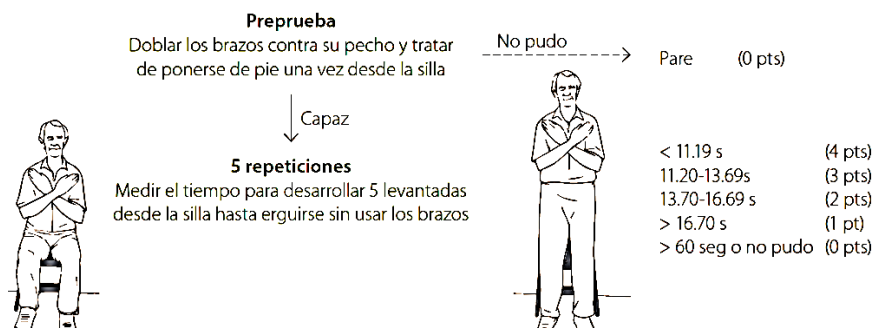 Preprueba
Doblar los brazos contra su pecho y tratar
de ponerse de pie una vez desde la silla
No pudo
Pare (0 pts)
Capaz
5 repeticiones
Medir el tiempo para desarrollar 5 levantadas
desde la silla hasta erguirse sin usar los brazos
< 11.19 s (4 pts)
11.20-13.69s (3 pts)
13.70-16.69 s (2 pts)
> 16.70 s (1 pt)
> 60 seg o no pudo (0 pts)